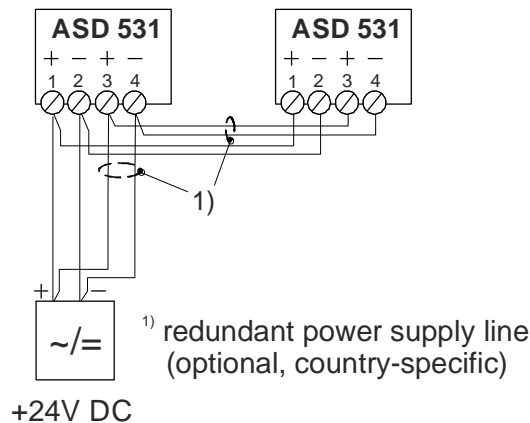 ASD 531 ASD 531
+ − + − + − + −
1 2 3 4 1 2 3 4
1)
+ −
~/=
1) redundant power supply line
(optional, country-specific)
+24V DC